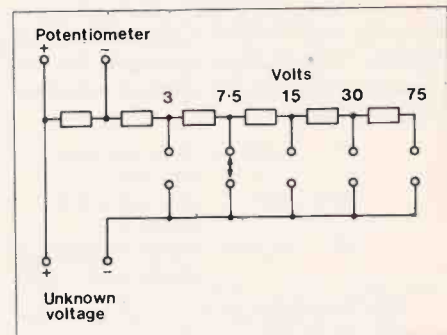 Potentiometer
+ −
Volts
3 7·5 15 30 75
+ −
Unknown
voltage